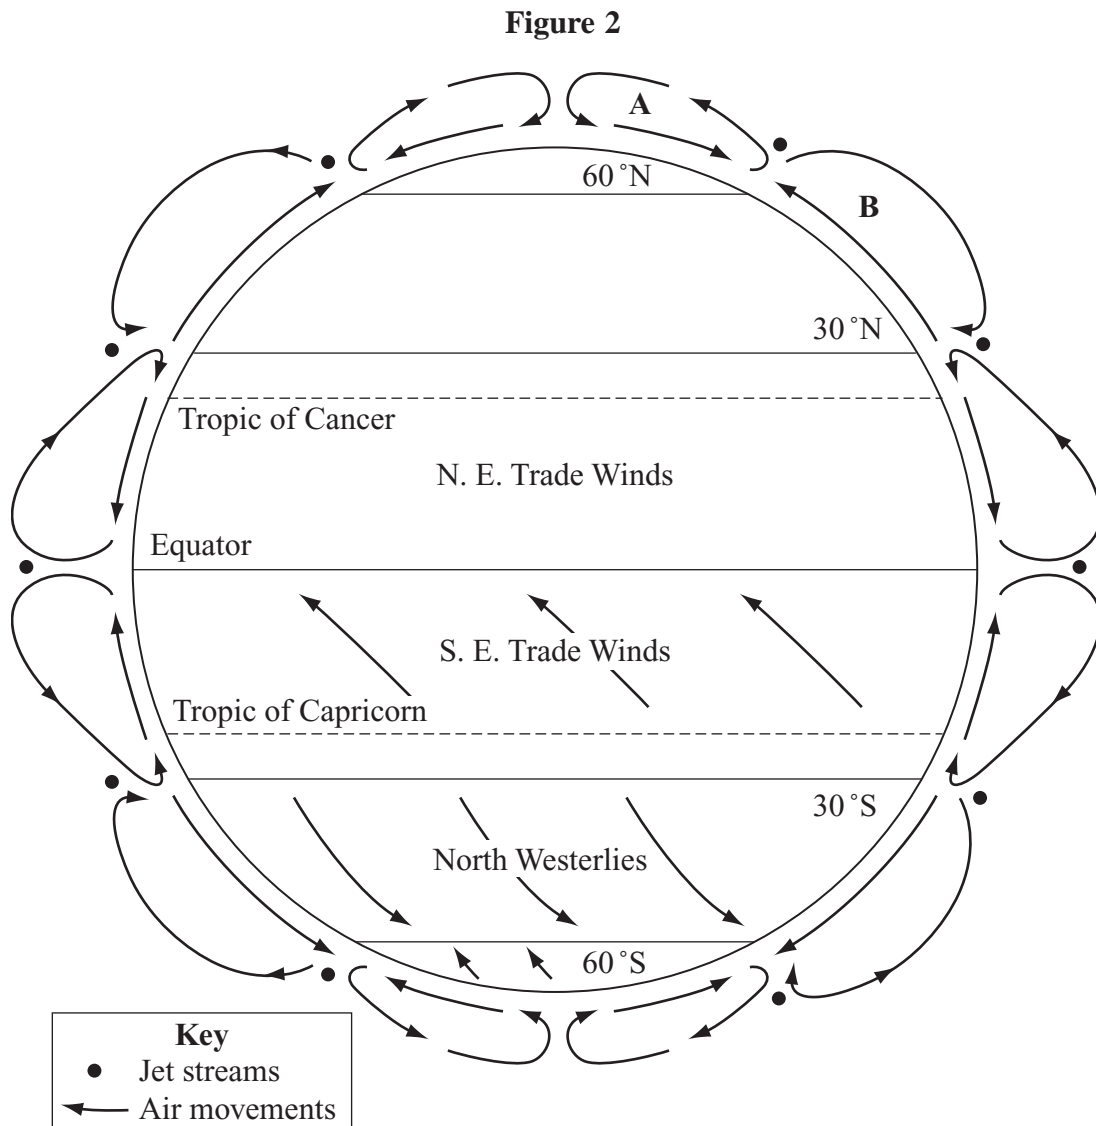 Figure 2
A
60 °N
B
30 °N
Tropic of Cancer
N. E. Trade Winds
Equator
S. E. Trade Winds
Tropic of Capricorn
30 °S
North Westerlies
60 °S
Key
Jet streams
Air movements